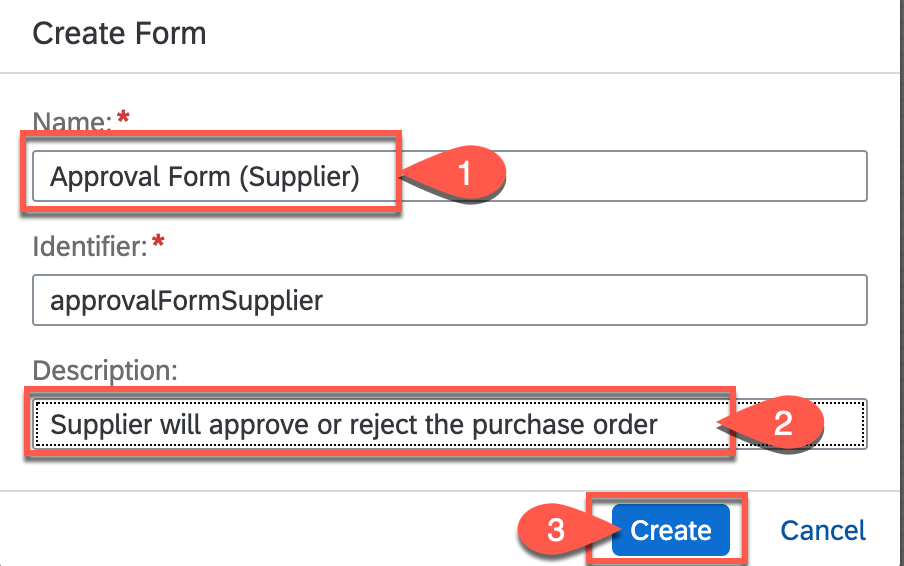 Create Form
Name:*
Approval Form (Supplier)
1
Identifier:*
approvalFormSupplier
Description:
Supplier will approve or reject the purchase order
2
3
Create
Cancel